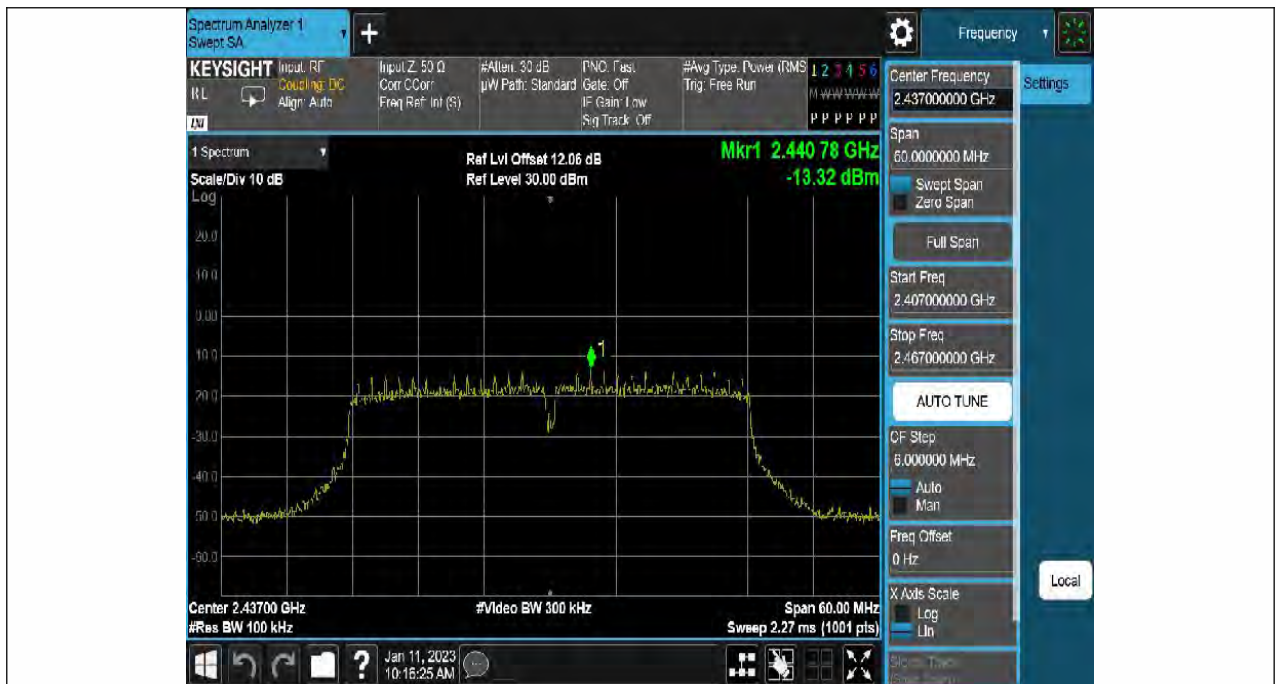 Spectrum Analyzer 1
Swept SA
Frequency
KEYSIGHT
RL
LXI
Input: RF
Coupling: DC
Align: Auto
Input Z: 50 Ω
Corr CCorr
Freq Ref: Int (S)
#Atten: 30 dB
µW Path: Standard
PNO: Fast
Gate: Off
IF Gain: Low
Sig Track: Off
#Avg Type: Power (RMS
Trig: Free Run
1 2 3 4 5 6
M W W W W W
P P P P P P
1 Spectrum
Scale/Div 10 dB
Log
Ref Lvl Offset 12.06 dB
Ref Level 30.00 dBm
Mkr1 2.440 78 GHz
-13.32 dBm
20.0
10.0
0.00
-10.0
-20.0
-30.0
-40.0
-50.0
-60.0
1
Center 2.43700 GHz
#Res BW 100 kHz
#Video BW 300 kHz
Span 60.00 MHz
Sweep 2.27 ms (1001 pts)
Center Frequency
2.437000000 GHz
Settings
Span
60.0000000 MHz
Swept Span
Zero Span
Full Span
Start Freq
2.407000000 GHz
Stop Freq
2.467000000 GHz
AUTO TUNE
CF Step
6.000000 MHz
Auto
Man
Freq Offset
0 Hz
Local
X Axis Scale
Log
Lin
Jan 11, 2023
10:16:25 AM